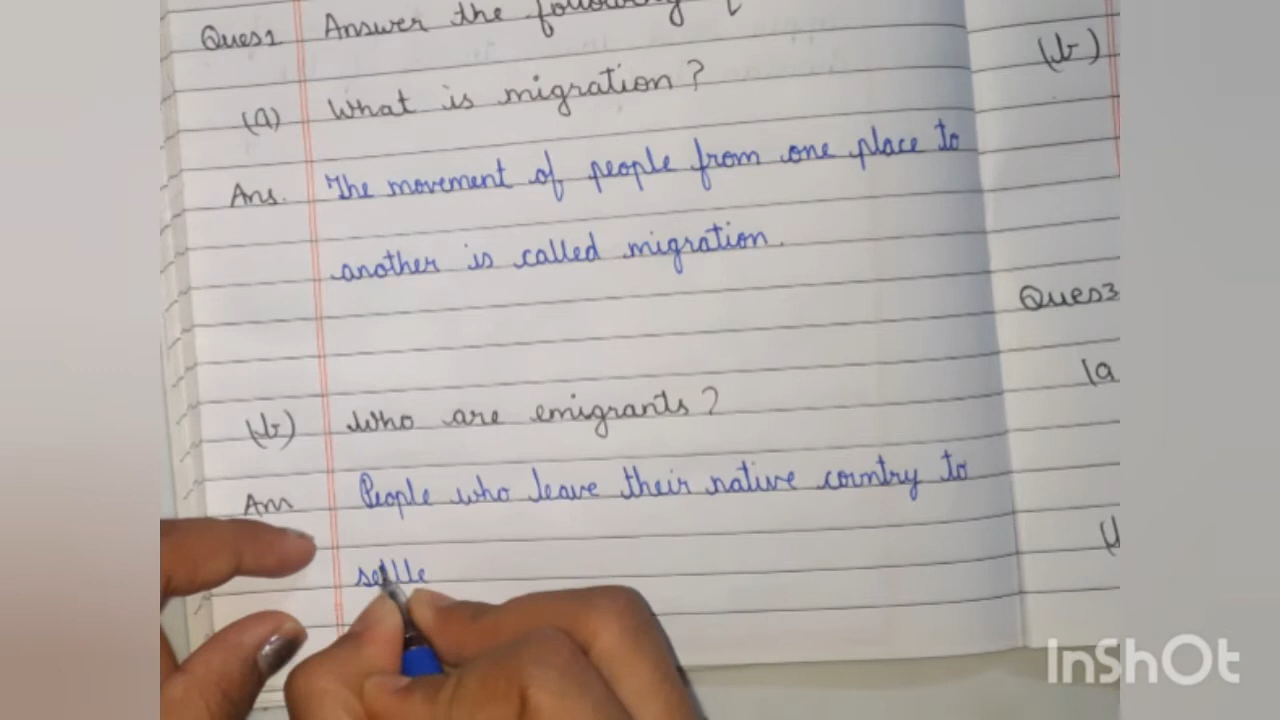 Ques1 Answer the following
(a) What is migration?
Ans. The movement of people from one place to
another is called migration.
(b) Who are emigrants?
Ans People who leave their native country to
settle
(b)
Ques3
(a
InShOt